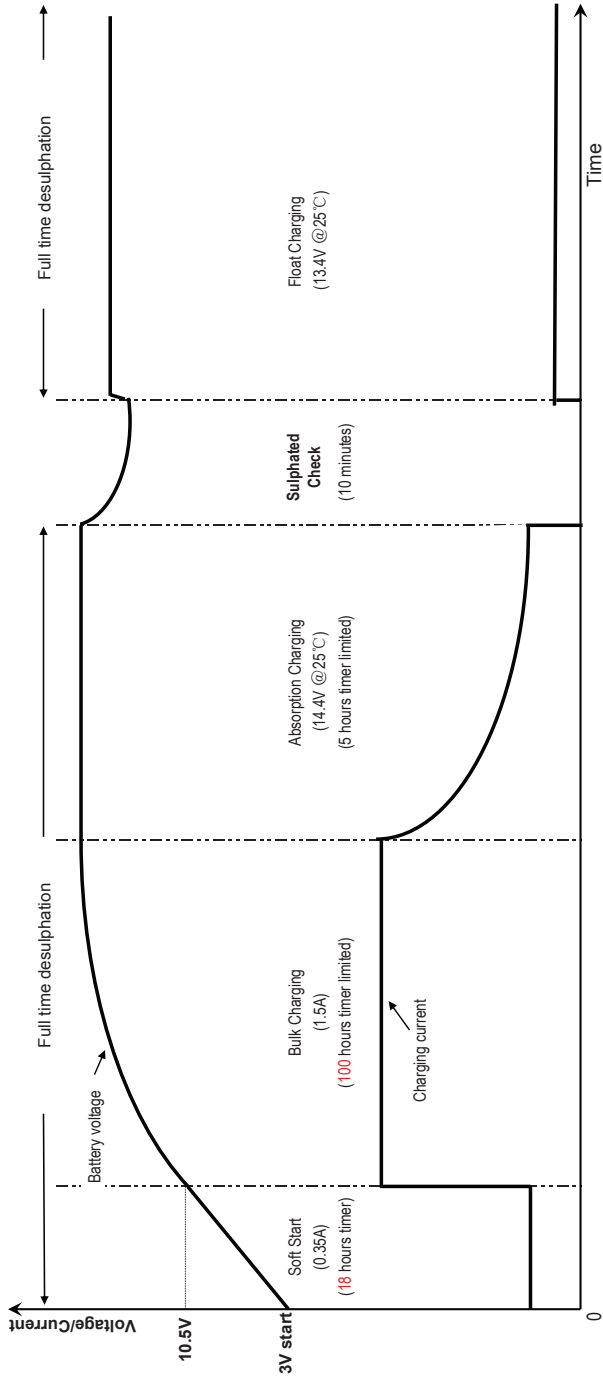 Voltage/Current
Full time desulphation
Full time desulphation
10.5V
3V start
Battery voltage
Soft Start
(0.35A)
(18 hours timer)
Bulk Charging
(1.5A)
(100 hours timer limited)
Absorption Charging
(14.4V @25℃)
(5 hours timer limited)
Sulphated
Check
(10 minutes)
Float Charging
(13.4V @25℃)
Charging current
0
Time